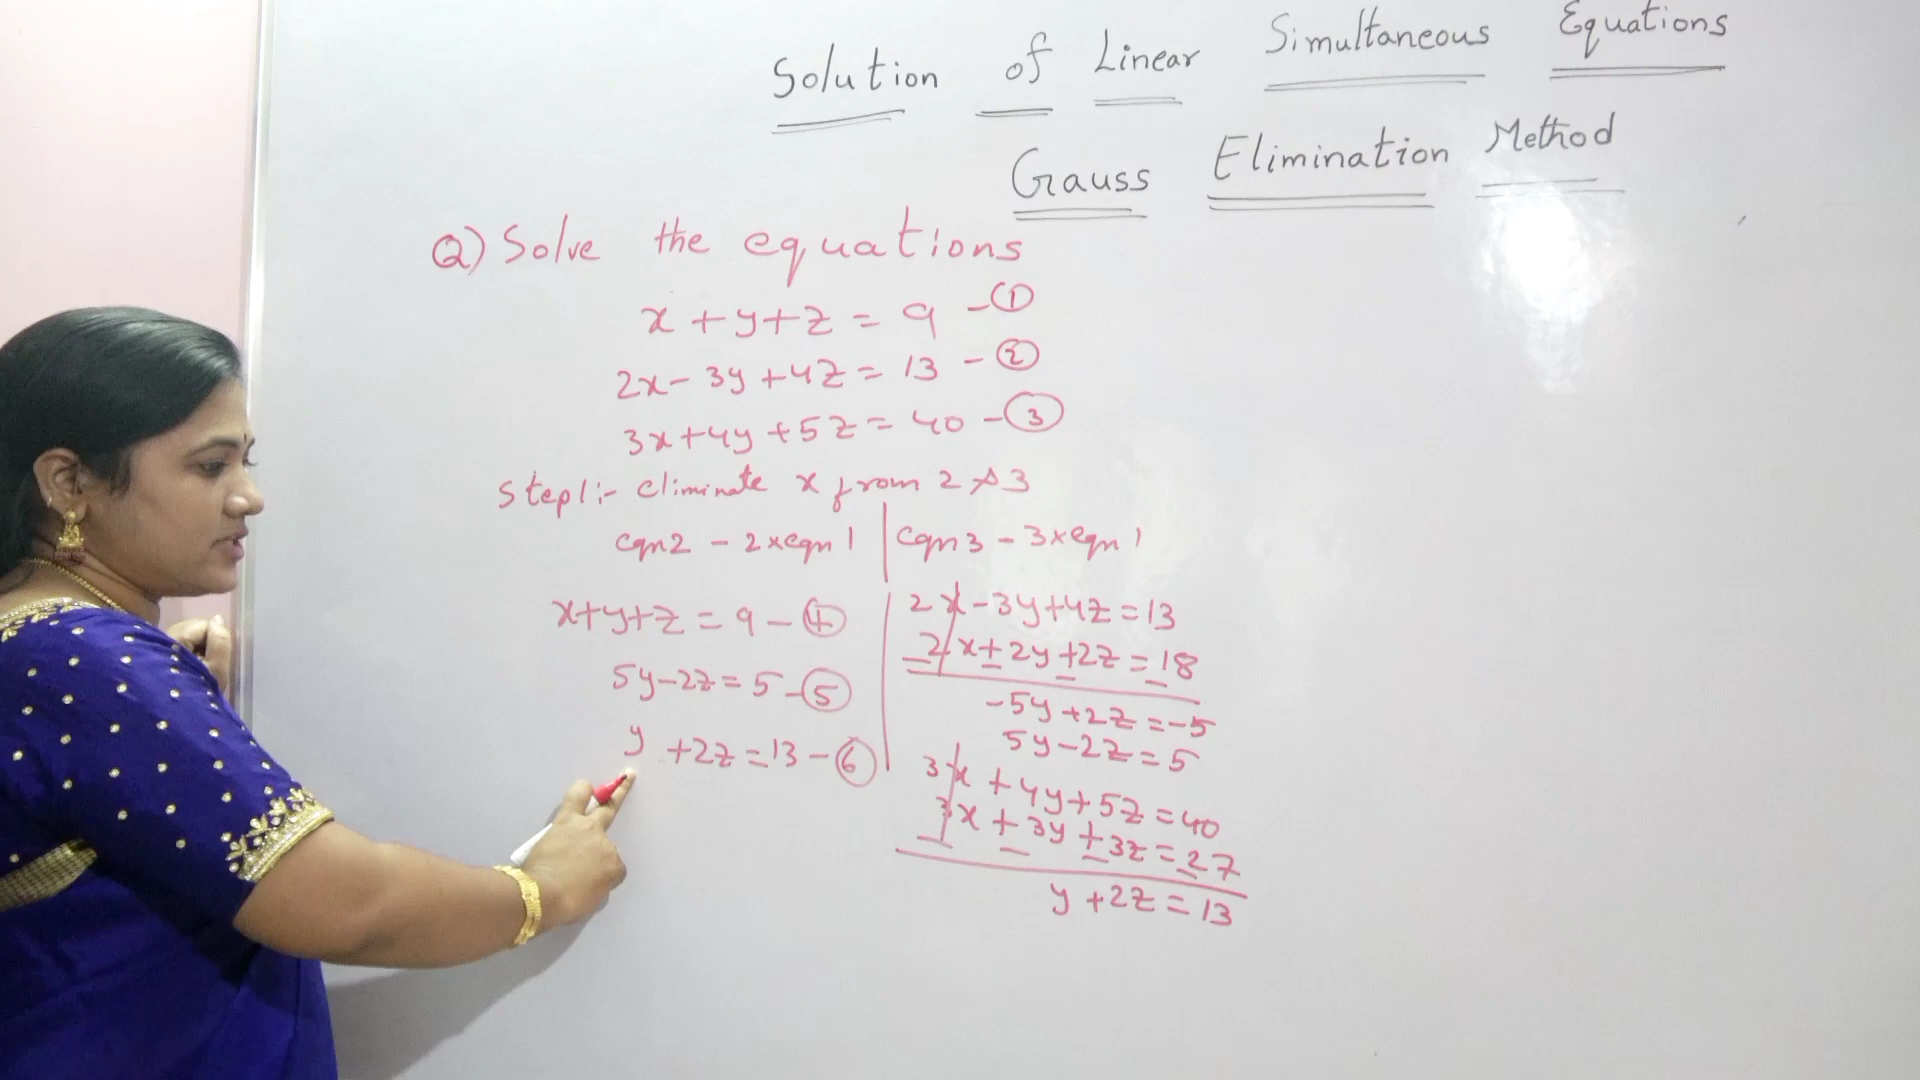 Solution of Linear Simultaneous Equations
Gauss Elimination Method
Q) Solve the equations
x + y + z = 9 - ①
2x - 3y + 4z = 13 - ②
3x + 4y + 5z = 40 - ③
Step 1:- eliminate x from 2 & 3
eqn2 - 2 x eqn 1 | eqn 3 - 3 x eqn 1
x + y + z = 9 - ④
5y - 2z = 5 - ⑤
y + 2z = 13 - ⑥
2x - 3y + 4z = 13
2x + 2y + 2z = 18
-5y + 2z = -5
5y - 2z = 5
3x + 4y + 5z = 40
3x + 3y + 3z = 27
y + 2z = 13